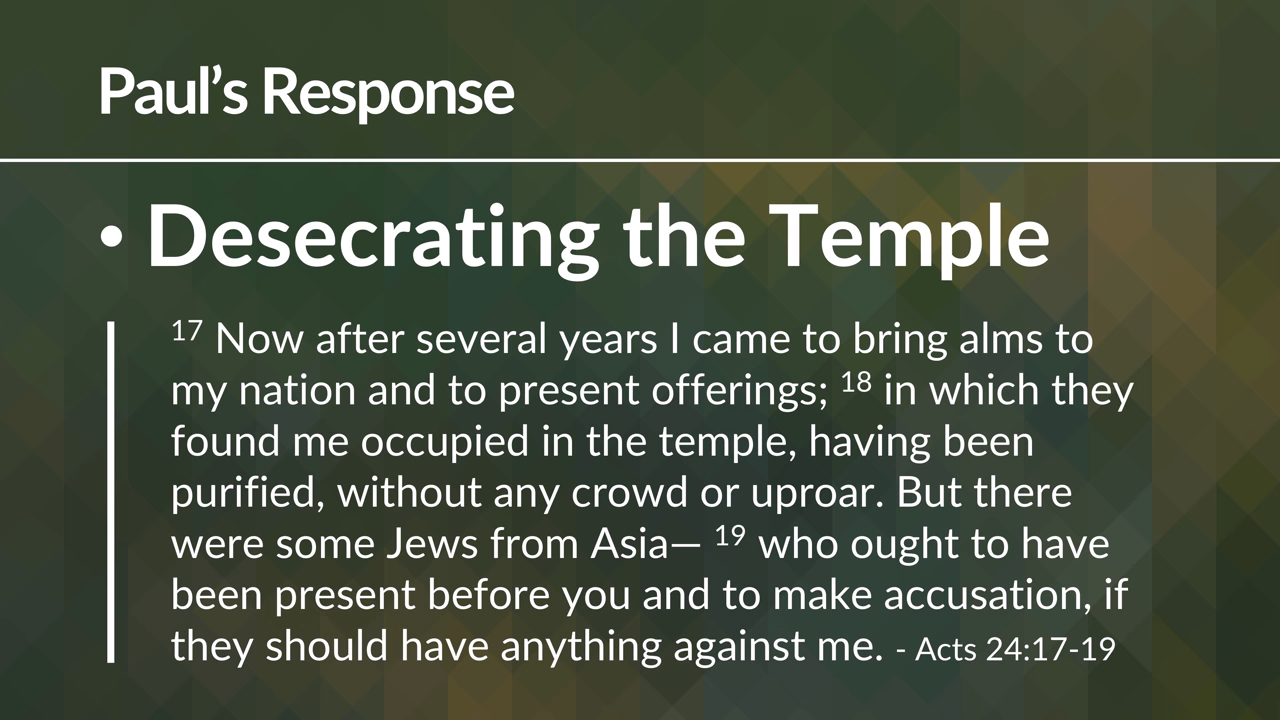 Paul’s Response
• Desecrating the Temple
17 Now after several years I came to bring alms to
my nation and to present offerings; 18 in which they
found me occupied in the temple, having been
purified, without any crowd or uproar. But there
were some Jews from Asia— 19 who ought to have
been present before you and to make accusation, if
they should have anything against me. - Acts 24:17-19